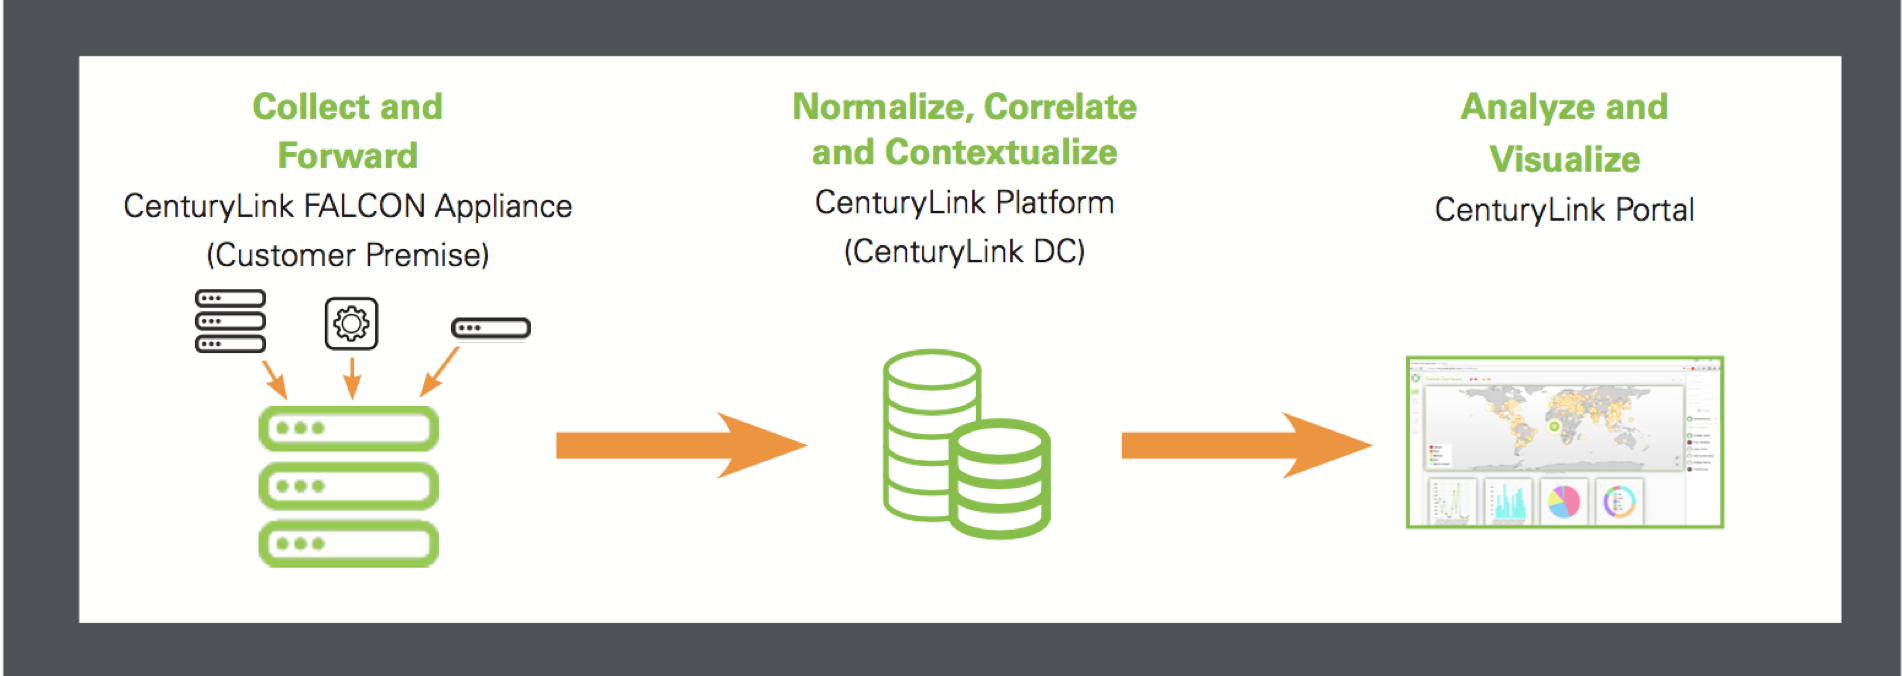 Collect and
Forward
CenturyLink FALCON Appliance
(Customer Premise)
Normalize, Correlate
and Contextualize
CenturyLink Platform
(CenturyLink DC)
Analyze and
Visualize
CenturyLink Portal